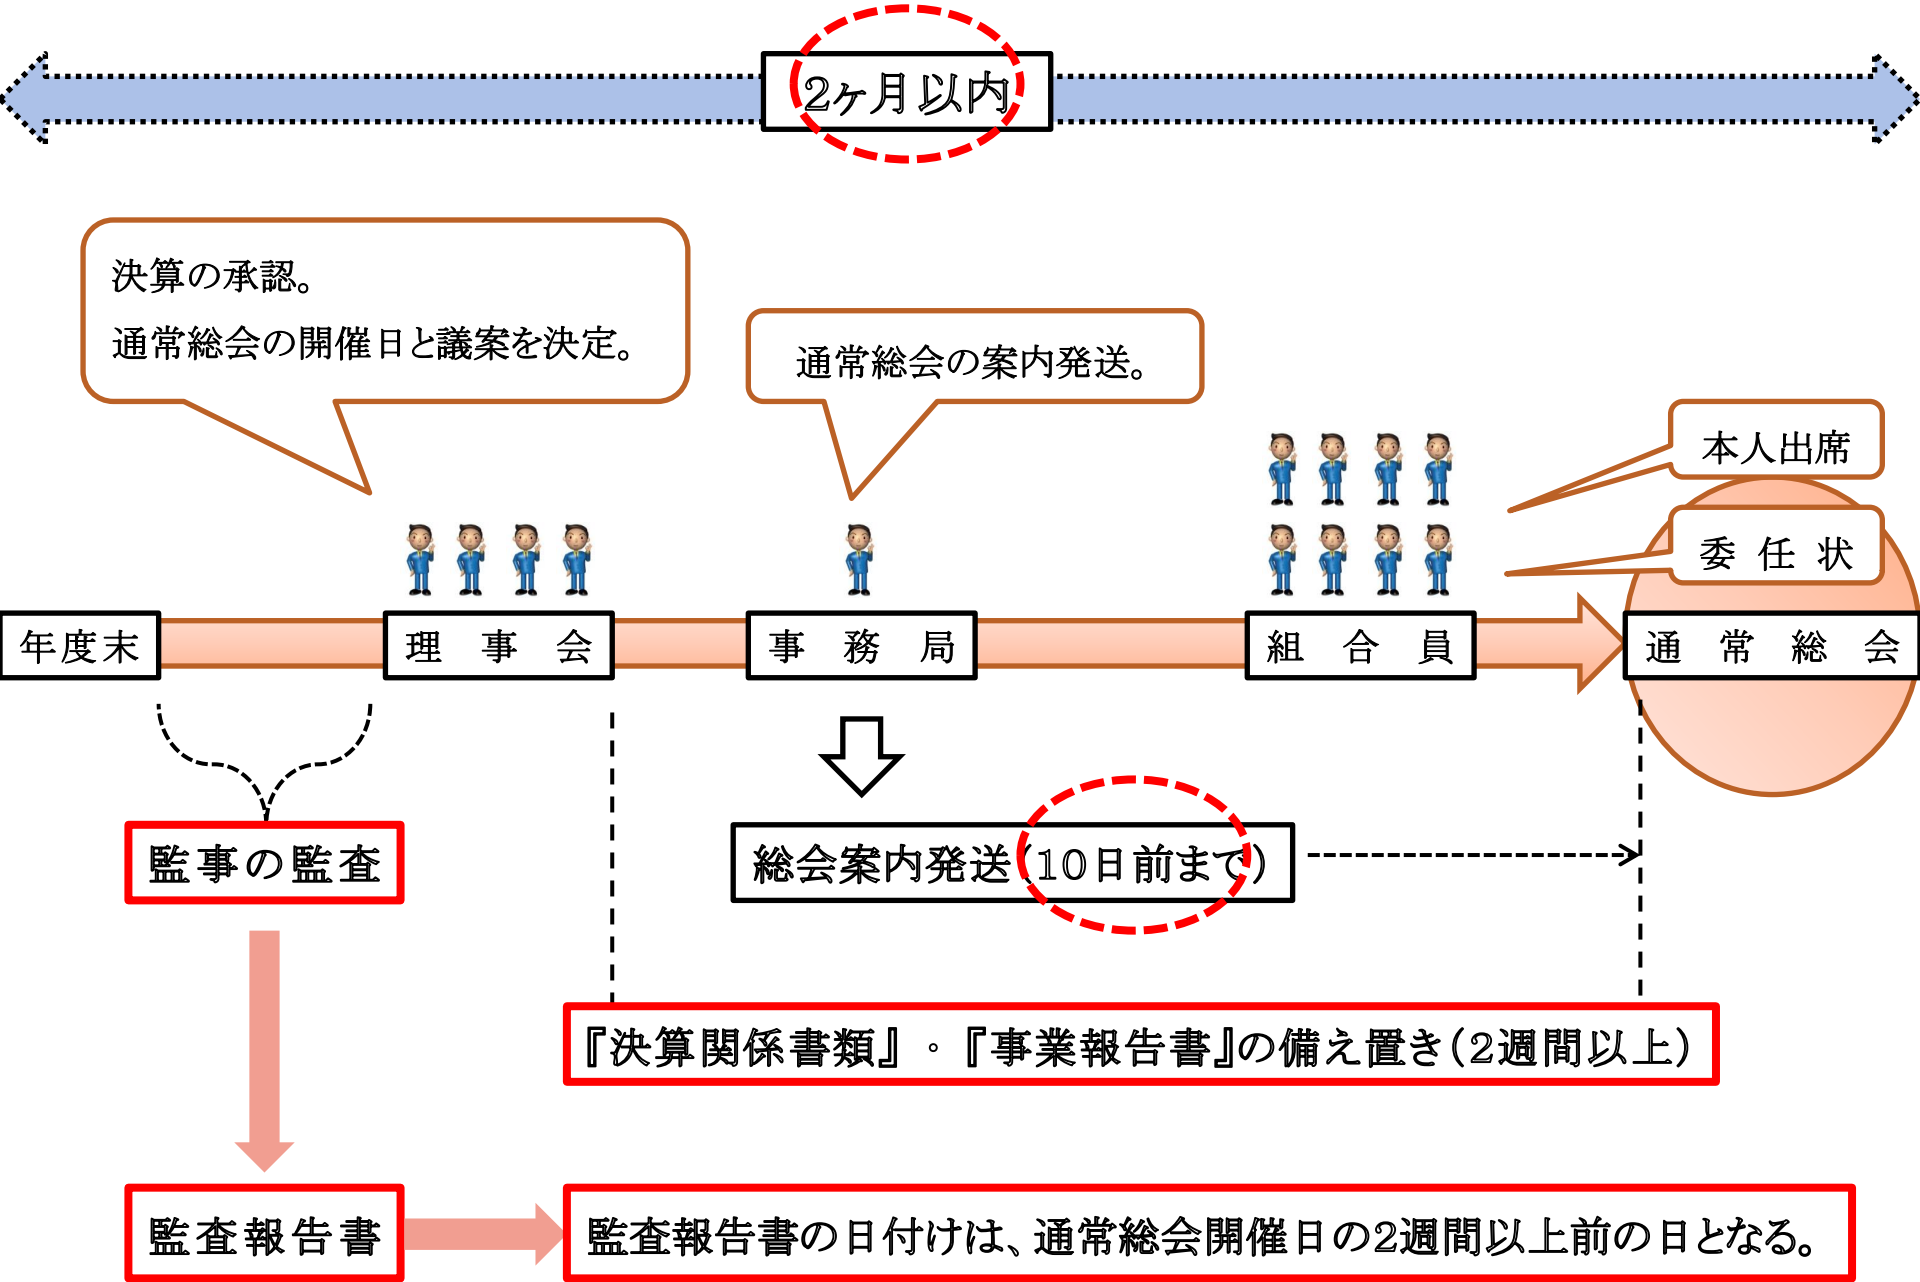 2ヶ月以内
決算の承認。
通常総会の開催日と議案を決定。
通常総会の案内発送。
本人出席
委任状
年度末
理事会
事務局
組合員
通常総会
監事の監査
総会案内発送(10日前まで)
『決算関係書類』。『事業報告書』の備え置き(2週間以上)
監査報告書
監査報告書の日付けは、通常総会開催日の2週間以上前の日となる。